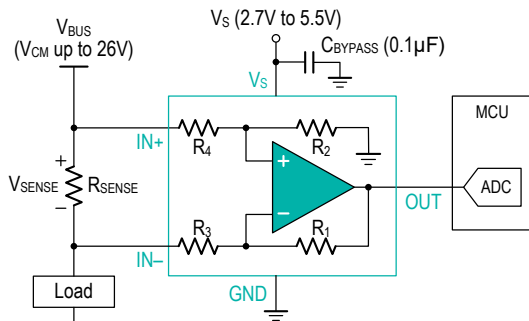 VS (2.7V to 5.5V)
VBUS
(VCM up to 26V)
CBYPASS (0.1µF)
VS
MCU
IN+
R4
R2
+
+
VSENSE
RSENSE
ADC
−
−
OUT
R3
R1
IN−
Load
GND